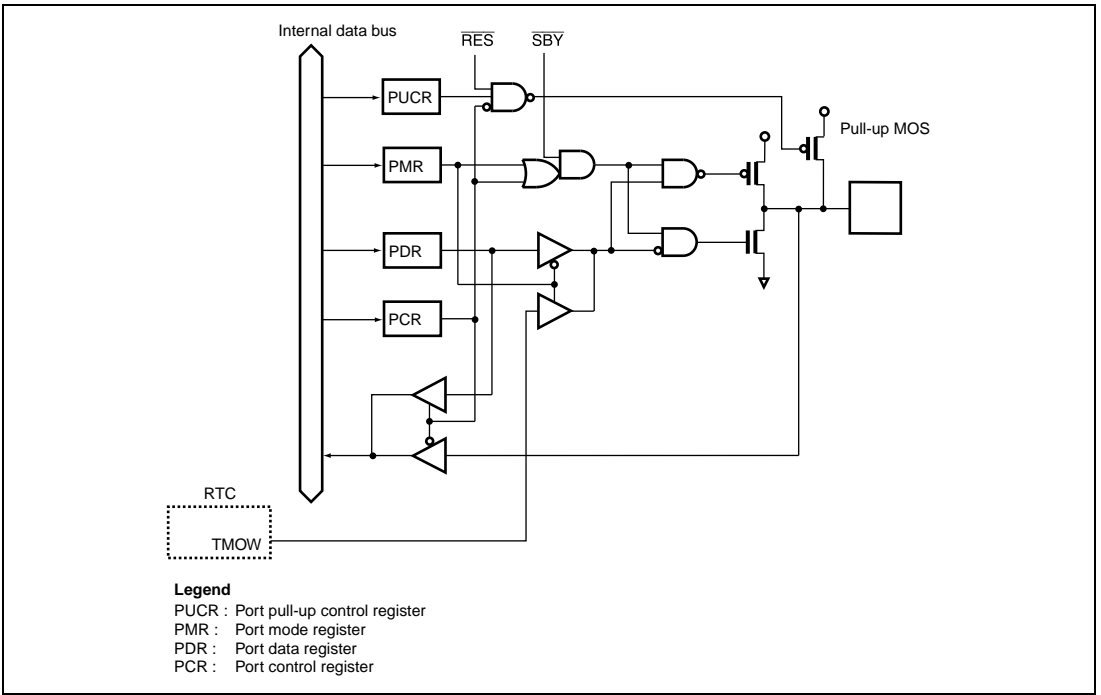 Internal data bus
RES
SBY
PUCR
Pull-up MOS
PMR
PDR
PCR
RTC
TMOW
Legend
PUCR : Port pull-up control register
PMR : Port mode register
PDR : Port data register
PCR : Port control register